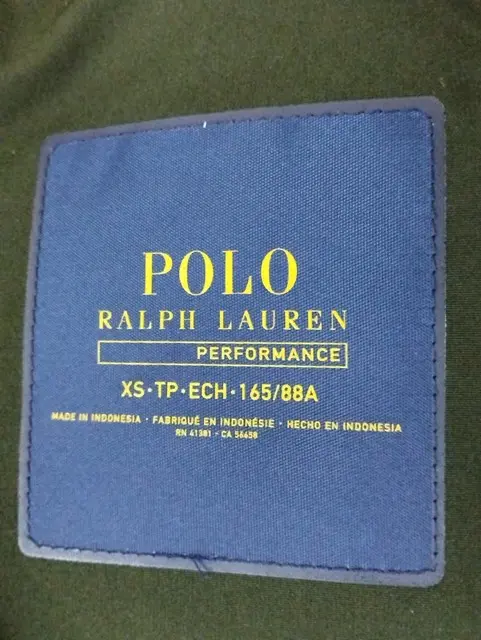 POLO
RALPH LAUREN
PERFORMANCE
XS·TP·ECH·165/88A
MADE IN INDONESIA · FABRIQUÉ EN INDONÉSIE · HECHO EN INDONESIA
RN 41381 - CA 56658